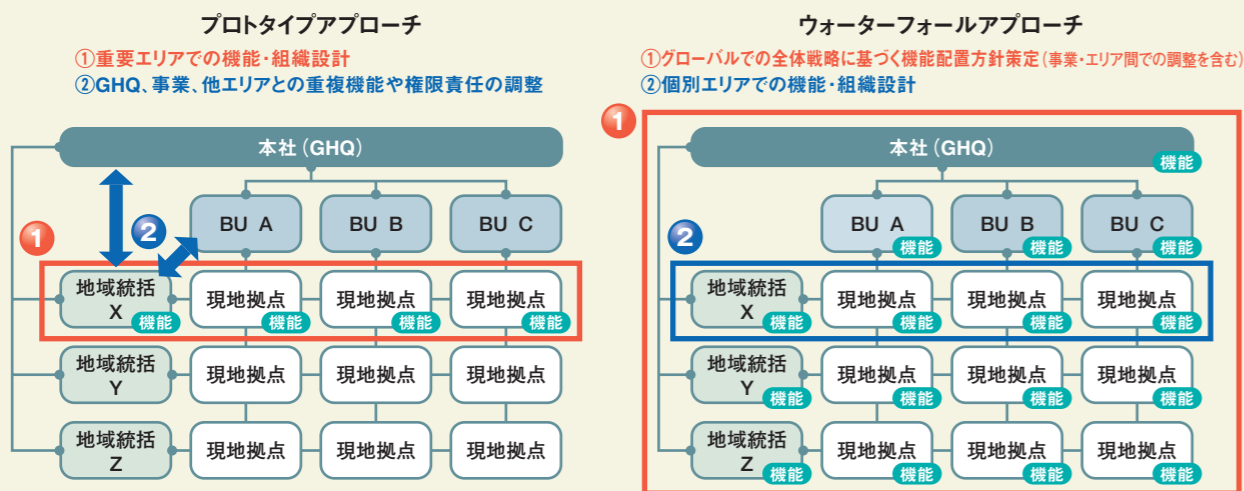 プロトタイプアプローチ
①重要エリアでの機能・組織設計
②GHQ、事業、他エリアとの重複機能や権限責任の調整
本社(GHQ)
BU A
BU B
BU C
1
2
地域統括
X
機能
現地拠点
機能
現地拠点
機能
現地拠点
機能
地域統括
Y
現地拠点
現地拠点
現地拠点
地域統括
Z
現地拠点
現地拠点
現地拠点
ウォーターフォールアプローチ
①グローバルでの全体戦略に基づく機能配置方針策定(事業・エリア間での調整を含む)
②個別エリアでの機能・組織設計
1
本社(GHQ)
機能
BU A
機能
BU B
機能
BU C
機能
2
地域統括
X
機能
現地拠点
機能
現地拠点
機能
現地拠点
機能
地域統括
Y
機能
現地拠点
機能
現地拠点
機能
現地拠点
機能
地域統括
Z
機能
現地拠点
機能
現地拠点
機能
現地拠点
機能